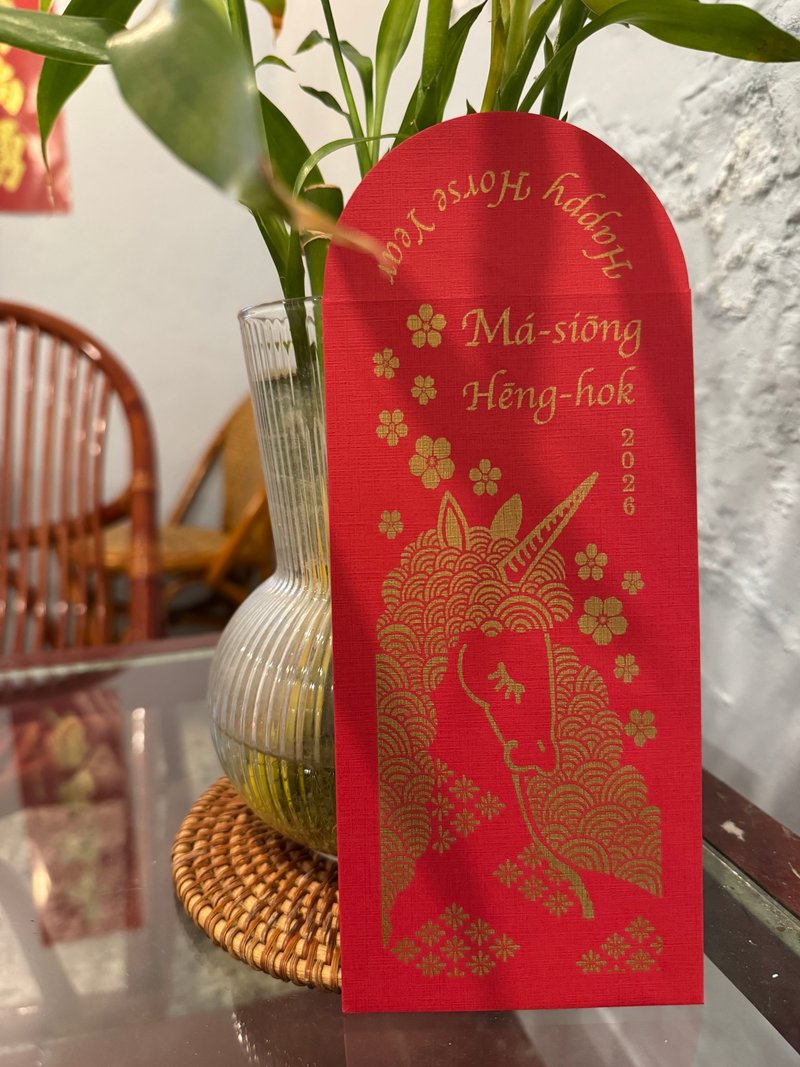 Happy Horse Year
Má-siōng
Hēng-hok
2026